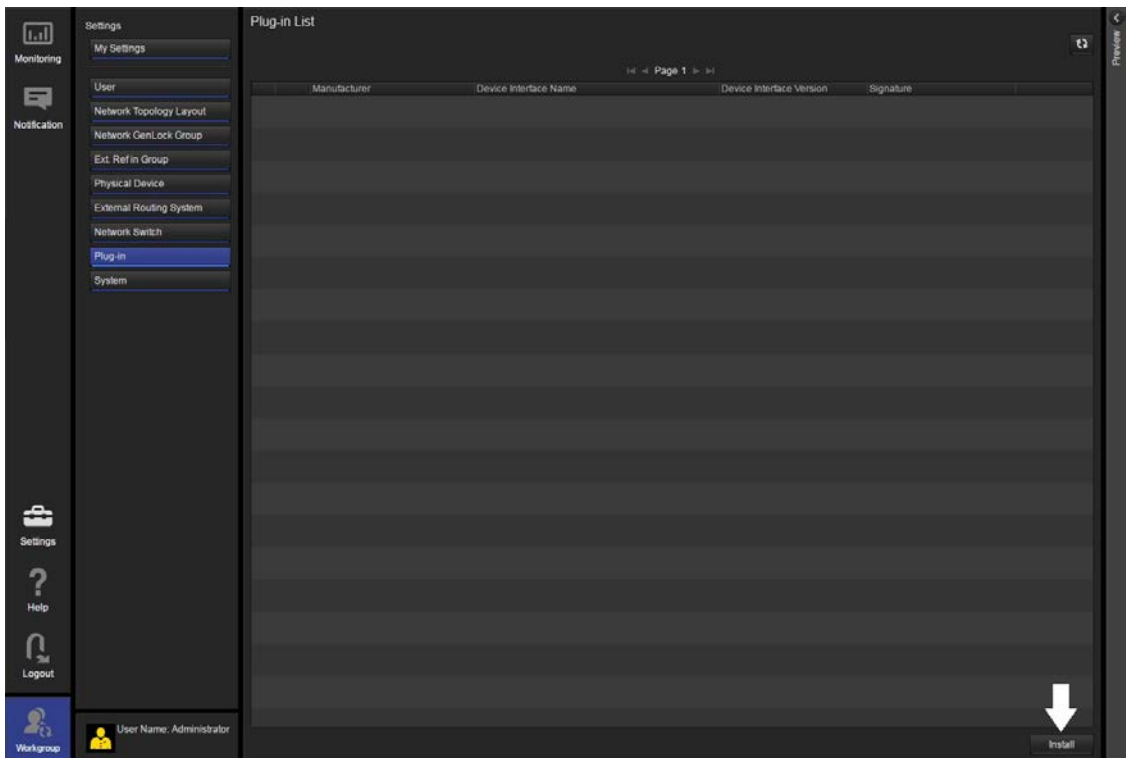 Monitoring
Notification
Settings
Help
Logout
Workgroup
Settings
My Settings
User
Network Topology Layout
Network GenLock Group
Ext. Ref in Group
Physical Device
External Routing System
Network Switch
Plug-in
System
User Name: Administrator
Plug-in List
Page 1
Manufacturer Device Interface Name Device Interface Version Signature
Install
Preview